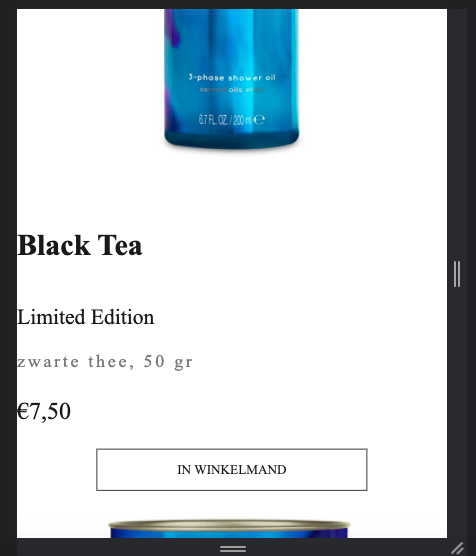 3-phase shower oil
6.7 FL. OZ. / 200 ml ℮
Black Tea
Limited Edition
zwarte thee, 50 gr
€7,50
IN WINKELMAND